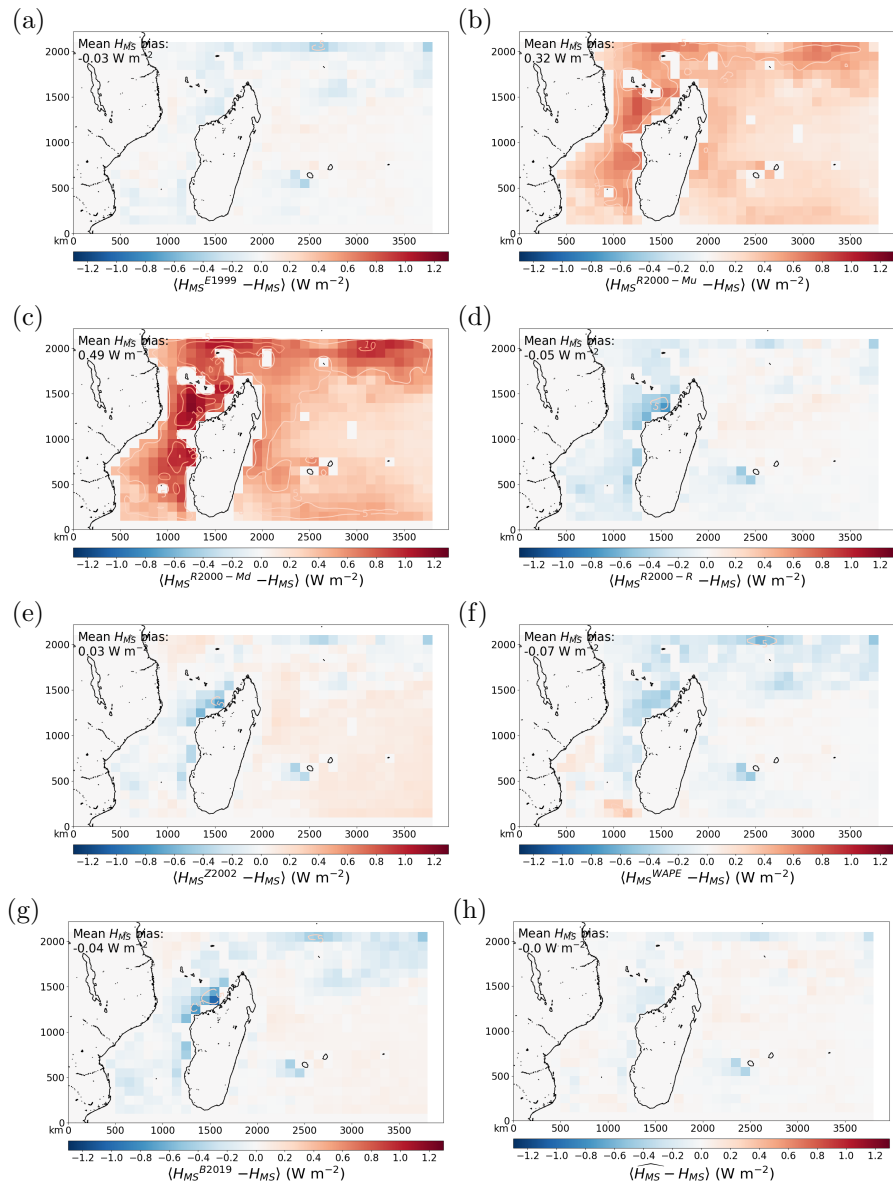 (a)
Mean H_MS bias:
-0.03 W m⁻²
2000
1500
1000
500
0
km 0 500 1000 1500 2000 2500 3000 3500
−1.2 −1.0 −0.8 −0.6 −0.4 −0.2 0.0 0.2 0.4 0.6 0.8 1.0 1.2
⟨H_MS^E1999 − H_MS⟩ (W m⁻²)
(b)
Mean H_MS bias:
0.32 W m⁻²
2000
1500
1000
500
0
km 0 500 1000 1500 2000 2500 3000 3500
−1.2 −1.0 −0.8 −0.6 −0.4 −0.2 0.0 0.2 0.4 0.6 0.8 1.0 1.2
⟨H_MS^R2000−Mu − H_MS⟩ (W m⁻²)
(c)
Mean H_MS bias:
0.49 W m⁻²
2000
1500
1000
500
0
km 0 500 1000 1500 2000 2500 3000 3500
−1.2 −1.0 −0.8 −0.6 −0.4 −0.2 0.0 0.2 0.4 0.6 0.8 1.0 1.2
⟨H_MS^R2000−Md − H_MS⟩ (W m⁻²)
(d)
Mean H_MS bias:
-0.05 W m⁻²
2000
1500
1000
500
0
km 0 500 1000 1500 2000 2500 3000 3500
−1.2 −1.0 −0.8 −0.6 −0.4 −0.2 0.0 0.2 0.4 0.6 0.8 1.0 1.2
⟨H_MS^R2000−R − H_MS⟩ (W m⁻²)
(e)
Mean H_MS bias:
0.03 W m⁻²
2000
1500
1000
500
0
km 0 500 1000 1500 2000 2500 3000 3500
−1.2 −1.0 −0.8 −0.6 −0.4 −0.2 0.0 0.2 0.4 0.6 0.8 1.0 1.2
⟨H_MS^Z2002 − H_MS⟩ (W m⁻²)
(f)
Mean H_MS bias:
-0.07 W m⁻²
2000
1500
1000
500
0
km 0 500 1000 1500 2000 2500 3000 3500
−1.2 −1.0 −0.8 −0.6 −0.4 −0.2 0.0 0.2 0.4 0.6 0.8 1.0 1.2
⟨H_MS^WAPE − H_MS⟩ (W m⁻²)
(g)
Mean H_MS bias:
-0.04 W m⁻²
2000
1500
1000
500
0
km 0 500 1000 1500 2000 2500 3000 3500
−1.2 −1.0 −0.8 −0.6 −0.4 −0.2 0.0 0.2 0.4 0.6 0.8 1.0 1.2
⟨H_MS^B2019 − H_MS⟩ (W m⁻²)
(h)
Mean H_MS bias:
-0.0 W m⁻²
2000
1500
1000
500
0
km 0 500 1000 1500 2000 2500 3000 3500
−1.2 −1.0 −0.8 −0.6 −0.4 −0.2 0.0 0.2 0.4 0.6 0.8 1.0 1.2
⟨Ĥ_MS − H_MS⟩ (W m⁻²)